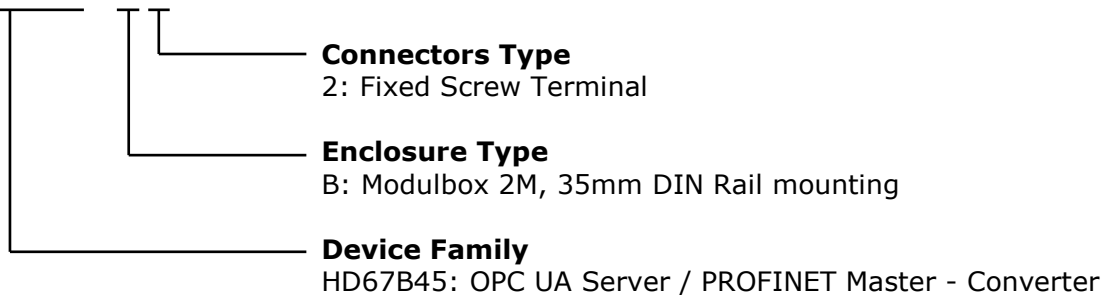 Connectors Type
2: Fixed Screw Terminal
Enclosure Type
B: Modulbox 2M, 35mm DIN Rail mounting
Device Family
HD67B45: OPC UA Server / PROFINET Master - Converter